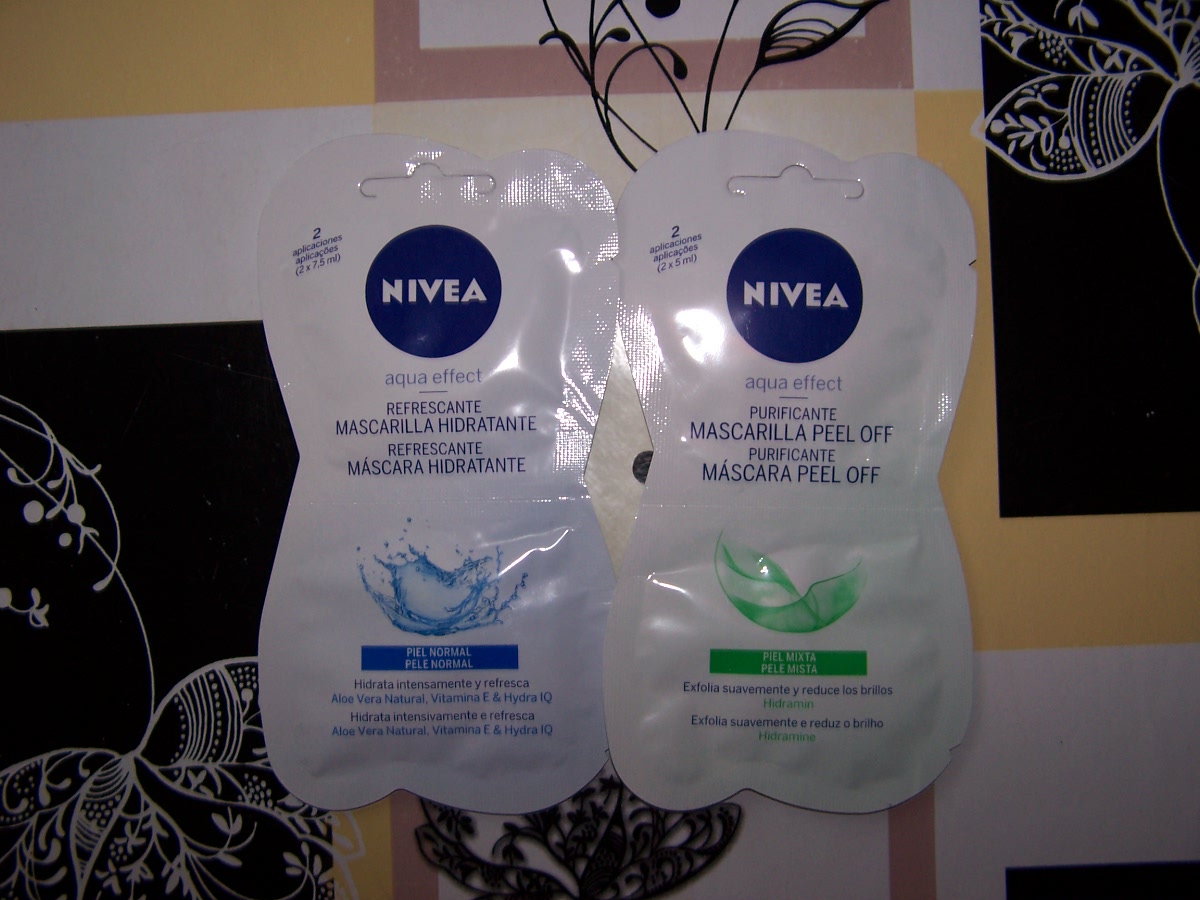 2
aplicaciones
aplicações
(2 x 7,5 ml)
NIVEA
aqua effect
REFRESCANTE
MASCARILLA HIDRATANTE
REFRESCANTE
MÁSCARA HIDRATANTE
PIEL NORMAL
PELE NORMAL
Hidrata intensamente y refresca
Aloe Vera Natural, Vitamina E & Hydra IQ
Hidrata intensivamente e refresca
Aloe Vera Natural, Vitamina E & Hydra IQ
2
aplicaciones
aplicações
(2 x 5 ml)
NIVEA
aqua effect
PURIFICANTE
MASCARILLA PEEL OFF
PURIFICANTE
MÁSCARA PEEL OFF
PIEL MIXTA
PELE MISTA
Exfolia suavemente y reduce los brillos
Hidramin
Exfolia suavemente e reduz o brilho
Hidramine